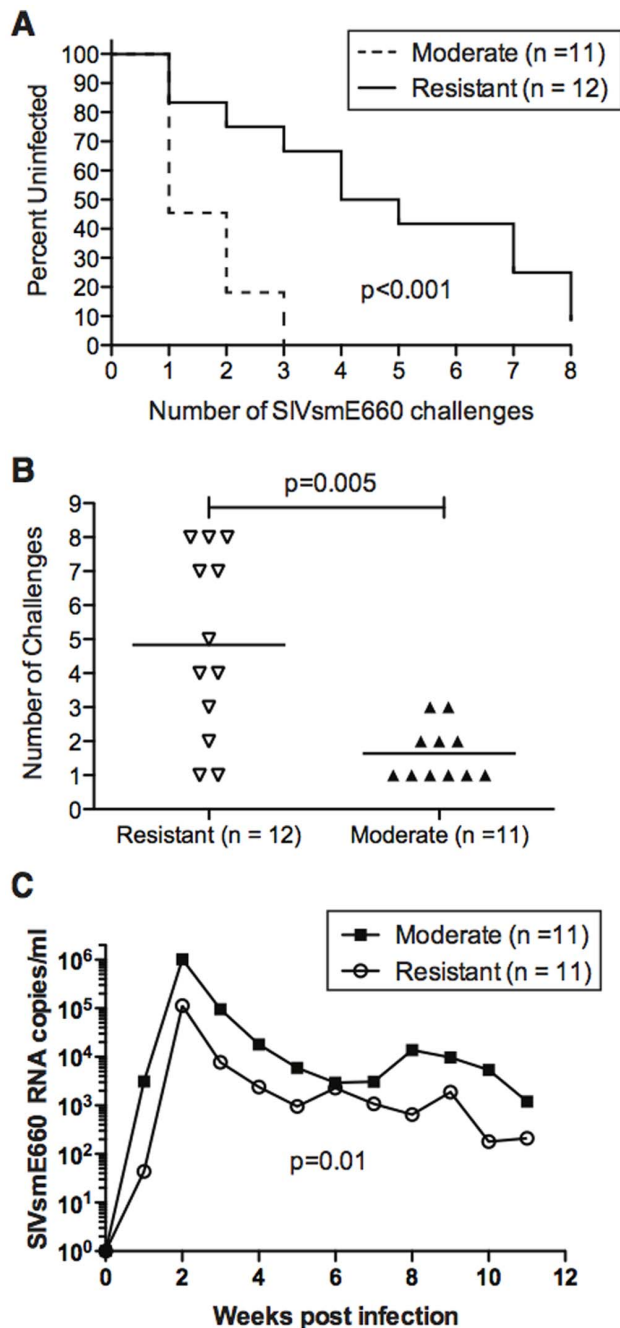 A
Moderate (n =11)
Resistant (n = 12)
100
90
80
70
60
50
40
30
20
10
0
Percent Uninfected
p<0.001
0 1 2 3 4 5 6 7 8
Number of SIVsmE660 challenges
B
p=0.005
9
8
7
6
5
4
3
2
1
0
Number of Challenges
Resistant (n = 12) Moderate (n =11)
C
Moderate (n =11)
Resistant (n = 11)
10⁶
10⁵
10⁴
10³
10²
10¹
10⁰
SIVsmE660 RNA copies/ml
p=0.01
0 2 4 6 8 10 12
Weeks post infection